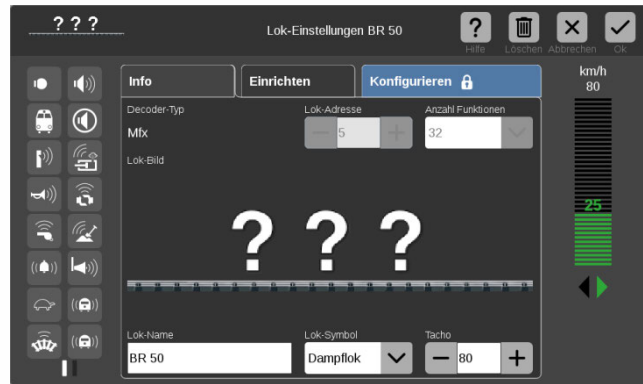 ? ? ?
Lok-Einstellungen BR 50
?
Hilfe
Löschen
Abbrechen
Ok
Info
Einrichten
Konfigurieren
km/h
80
Decoder-Typ
Lok-Adresse
Anzahl Funktionen
Mfx
5
32
Lok-Bild
? ? ?
25
Lok-Name
Lok-Symbol
Tacho
BR 50
Dampflok
80